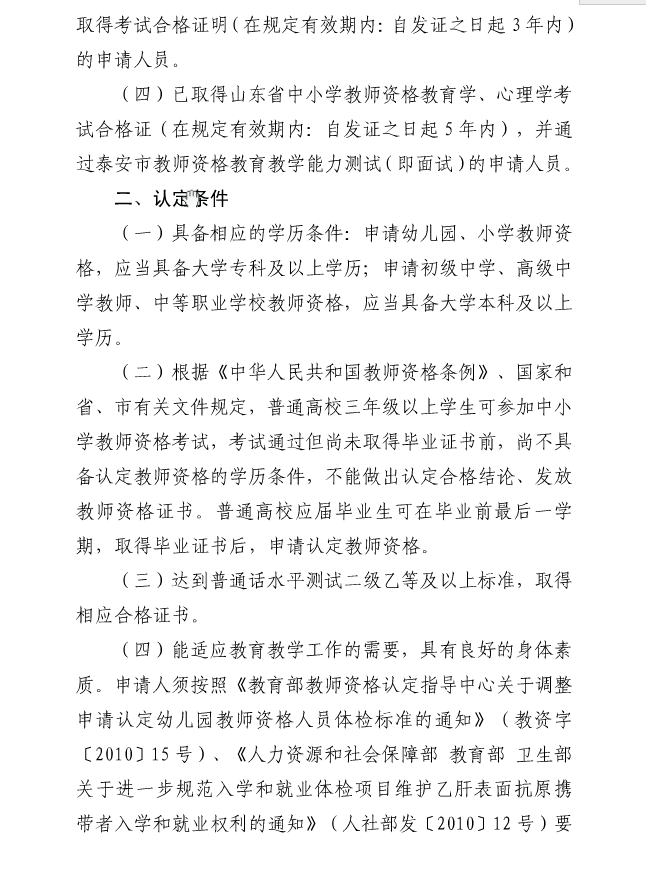 取得考试合格证明（在规定有效期内：自发证之日起 3 年内）
的申请人员。
（四）已取得山东省中小学教师资格教育学、心理学考
试合格证（在规定有效期内：自发证之日起 5 年内），并通
过泰安市教师资格教育教学能力测试（即面试）的申请人员。
二、认定条件
（一）具备相应的学历条件：申请幼儿园、小学教师资
格，应当具备大学专科及以上学历；申请初级中学、高级中
学教师、中等职业学校教师资格，应当具备大学本科及以上
学历。
（二）根据《中华人民共和国教师资格条例》、国家和
省、市有关文件规定，普通高校三年级以上学生可参加中小
学教师资格考试，考试通过但尚未取得毕业证书前，尚不具
备认定教师资格的学历条件，不能做出认定合格结论、发放
教师资格证书。普通高校应届毕业生可在毕业前最后一学
期，取得毕业证书后，申请认定教师资格。
（三）达到普通话水平测试二级乙等及以上标准，取得
相应合格证书。
（四）能适应教育教学工作的需要，具有良好的身体素
质。申请人须按照《教育部教师资格认定指导中心关于调整
申请认定幼儿园教师资格人员体检标准的通知》（教资字
〔2010〕15 号）、《人力资源和社会保障部 教育部 卫生部
关于进一步规范入学和就业体检项目维护乙肝表面抗原携
带者入学和就业权利的通知》（人社部发〔2010〕12 号）要